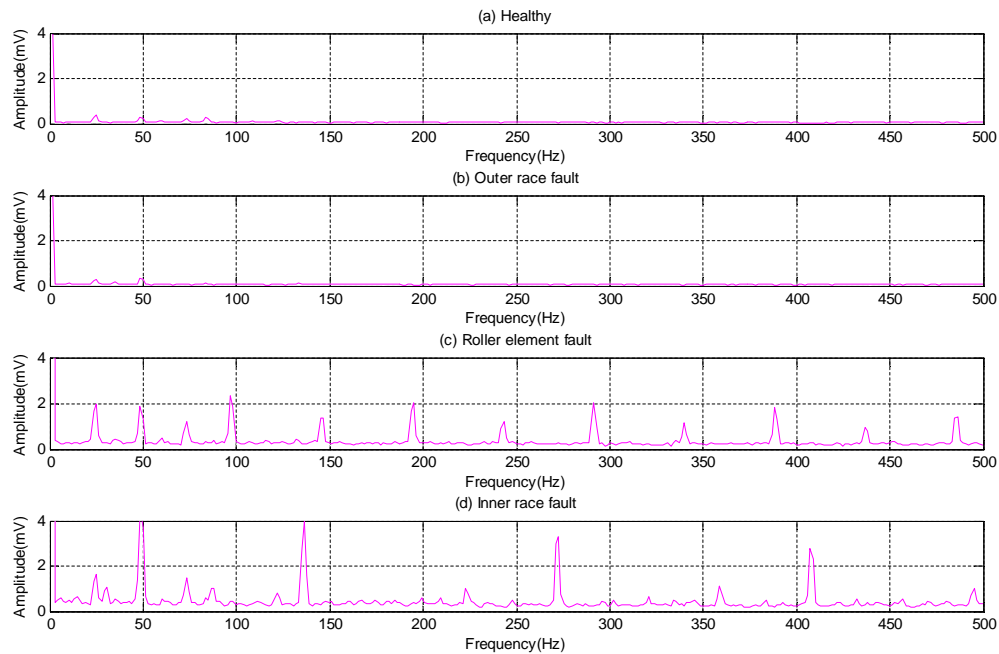 (a) Healthy
Amplitude(mV)
4
2
0
0 50 100 150 200 250 300 350 400 450 500
Frequency(Hz)
(b) Outer race fault
Amplitude(mV)
4
2
0
0 50 100 150 200 250 300 350 400 450 500
Frequency(Hz)
(c) Roller element fault
Amplitude(mV)
4
2
0
0 50 100 150 200 250 300 350 400 450 500
Frequency(Hz)
(d) Inner race fault
Amplitude(mV)
4
2
0
0 50 100 150 200 250 300 350 400 450 500
Frequency(Hz)